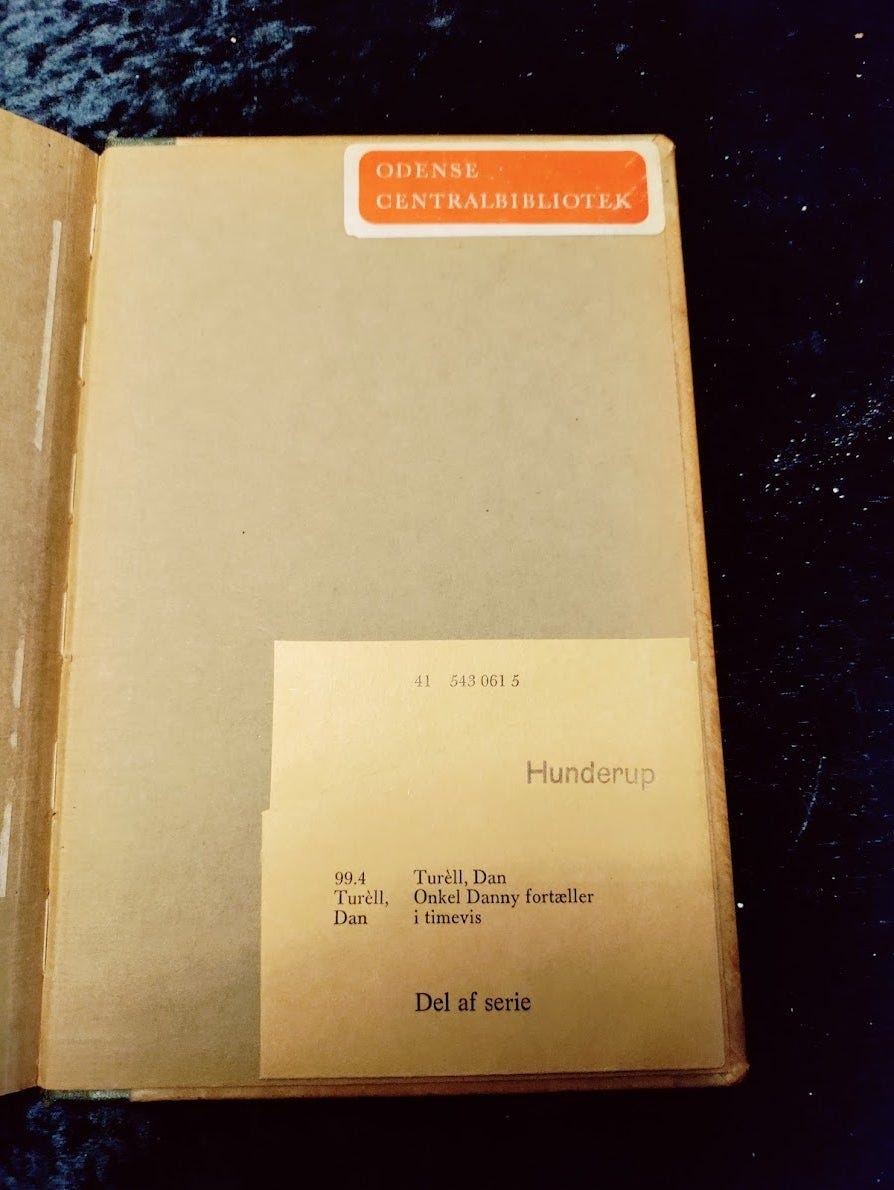 ODENSE
CENTRALBIBLIOTEK
41 543 061 5
Hunderup
99.4 Turèll, Dan
Turèll, Onkel Danny fortæller
Dan i timevis
Del af serie